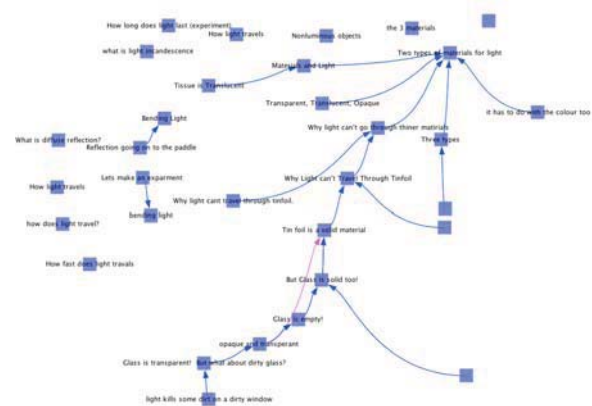 How long does light last (experiment)
How light travels
Nonluminous objects
the 3 materials
what is light incandescence
Two types of materials for light
Materials and Light
Tissue is Translucent
Transparent, Translucent, Opaque
it has to do with the colour too
Bending Light
Why light can't go through thiner matirials
What is diffuse reflection?
Three types
Reflection going on to the paddle
Lets make an exparment
Why Light can't Travel Through Tinfoil
How light travels
Why light cant travel through tinfoil.
bending light
how does light travel?
Tin foil is a solid material
How fast does light travals
But Glass is solid too!
Glass is empty!
opaque and transperant
Glass is transparent! But what about dirty glass?
light kills some dirt on a dirty window